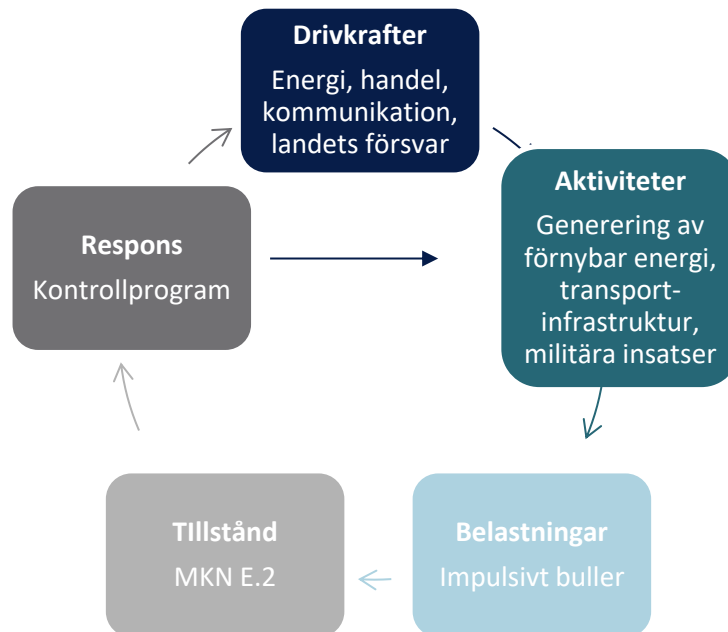 Drivkrafter
Energi, handel,
kommunikation,
landets försvar
Aktiviteter
Generering av
förnybar energi,
transport-
infrastruktur,
militära insatser
Respons
Kontrollprogram
TIllstånd
MKN E.2
Belastningar
Impulsivt buller